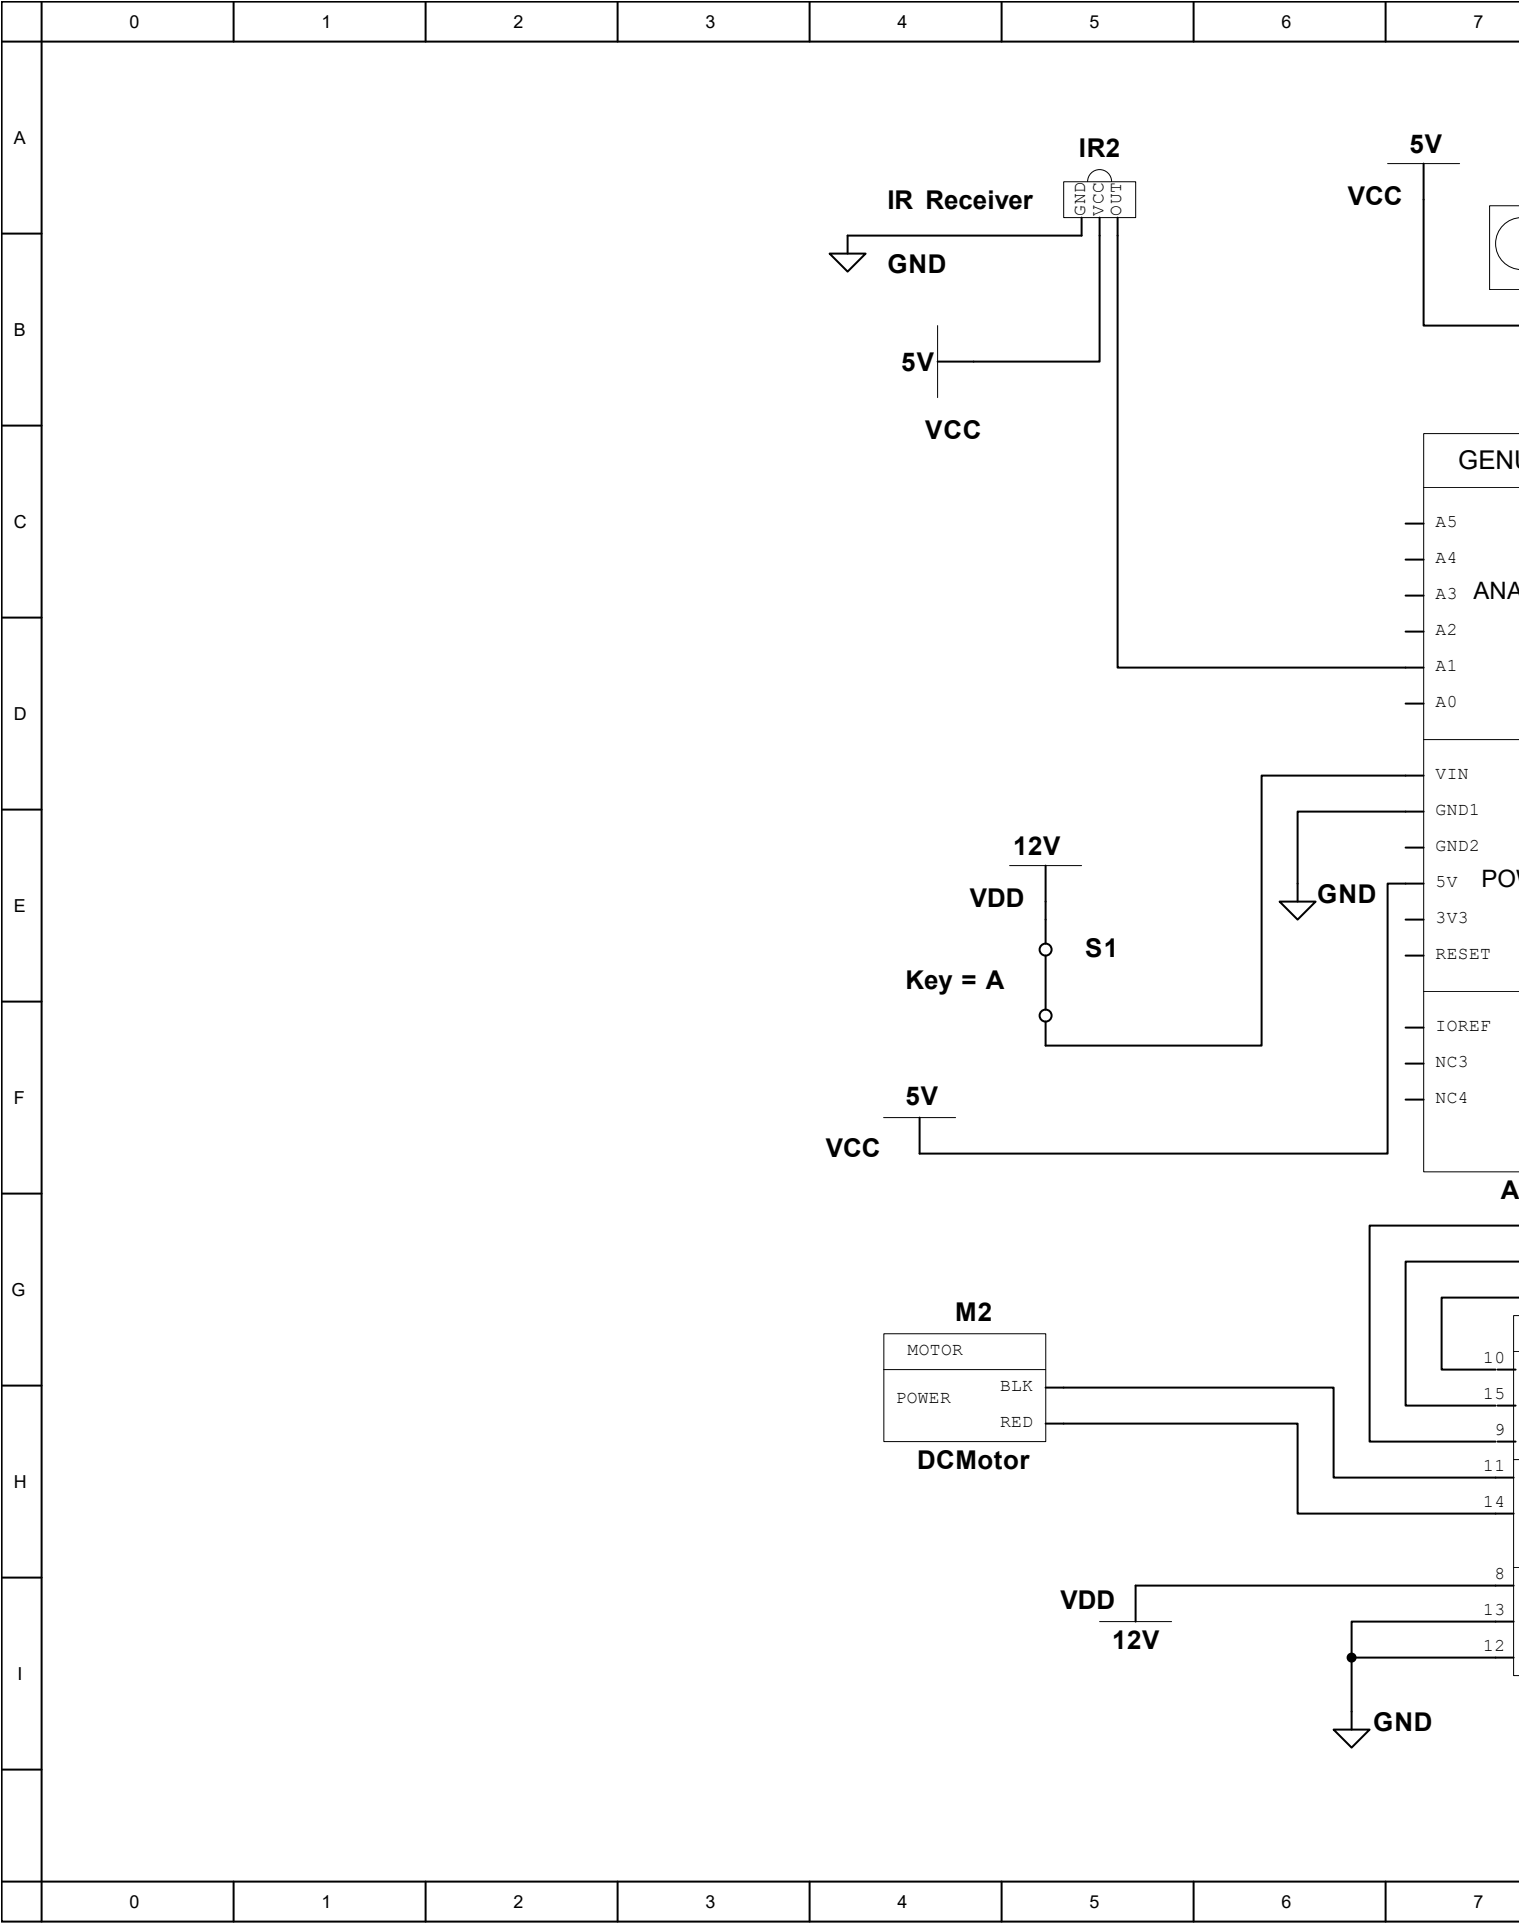 0 1 2 3 4 5 6 7
A
IR2
5V
IR Receiver
GND
VCC
OUT
VCC
GND
B
5V
VCC
GENU
C
A5
A4
A3 ANA
A2
A1
D
A0
VIN
GND1
12V
GND2
VDD
GND
5V POW
E
3V3
S1
RESET
Key = A
IOREF
NC3
F
5V
NC4
VCC
A
G
M2
MOTOR
10
BLK
15
POWER
RED
9
DCMotor
11
H
14
8
VDD
13
12V
12
I
GND
0 1 2 3 4 5 6 7